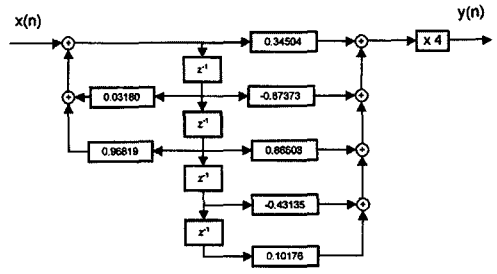 x(n)
y(n)
0.34504
x 4
z⁻¹
0.03180
-0.87373
z⁻¹
0.96819
0.86603
z⁻¹
-0.43135
z⁻¹
0.10176